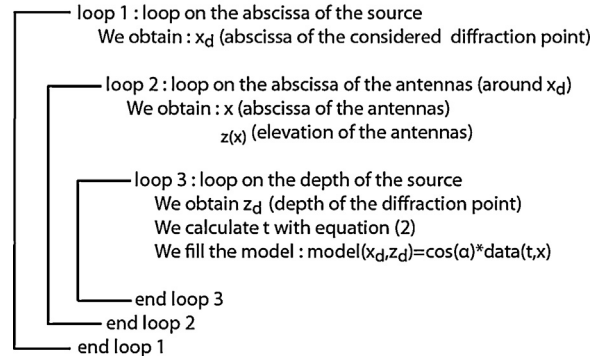 loop 1 : loop on the abscissa of the source
We obtain : xd (abscissa of the considered diffraction point)
loop 2 : loop on the abscissa of the antennas (around xd)
We obtain : x (abscissa of the antennas)
z(x) (elevation of the antennas)
loop 3 : loop on the depth of the source
We obtain zd (depth of the diffraction point)
We calculate t with equation (2)
We fill the model : model(xd,zd)=cos(α)*data(t,x)
end loop 3
end loop 2
end loop 1